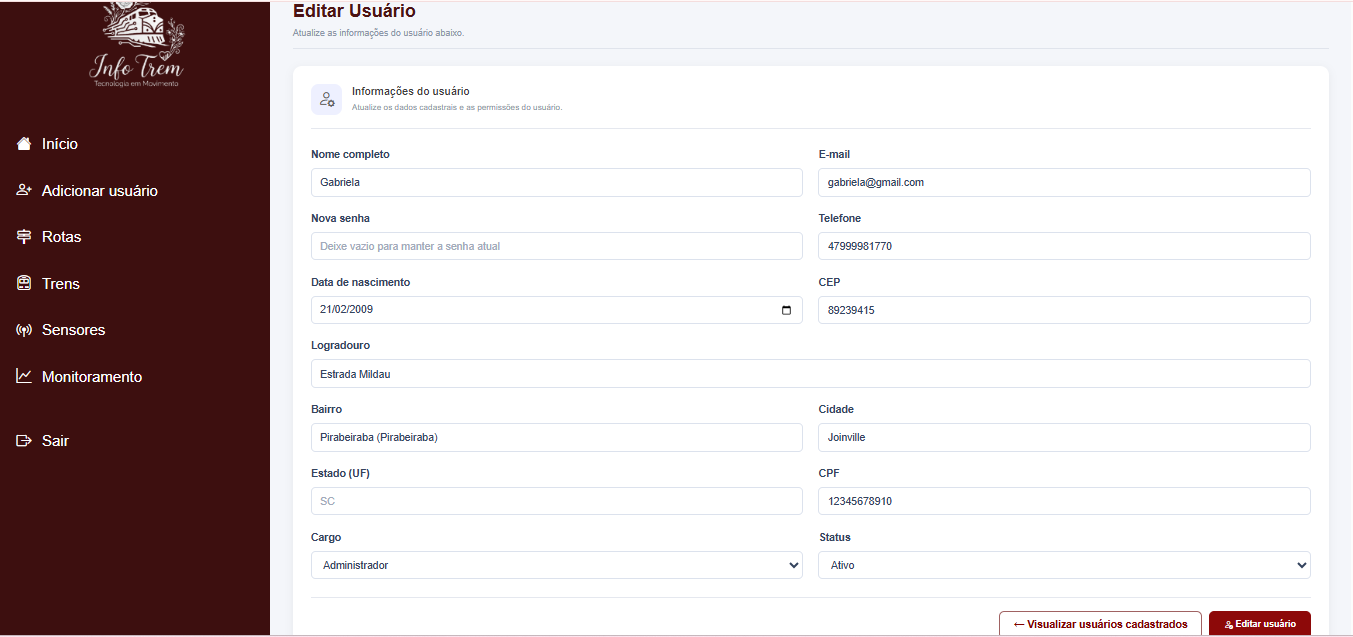 Info Trem
Tecnologia em Movimento
Início
Adicionar usuário
Rotas
Trens
Sensores
Monitoramento
Sair
Editar Usuário
Atualize as informações do usuário abaixo.
Informações do usuário
Atualize os dados cadastrais e as permissões do usuário.
Nome completo
Gabriela
E-mail
gabriela@gmail.com
Nova senha
Deixe vazio para manter a senha atual
Telefone
47999981770
Data de nascimento
21/02/2009
CEP
89239415
Logradouro
Estrada Mildau
Bairro
Pirabeiraba (Pirabeiraba)
Cidade
Joinville
Estado (UF)
SC
CPF
12345678910
Cargo
Administrador
Status
Ativo
← Visualizar usuários cadastrados
Editar usuário